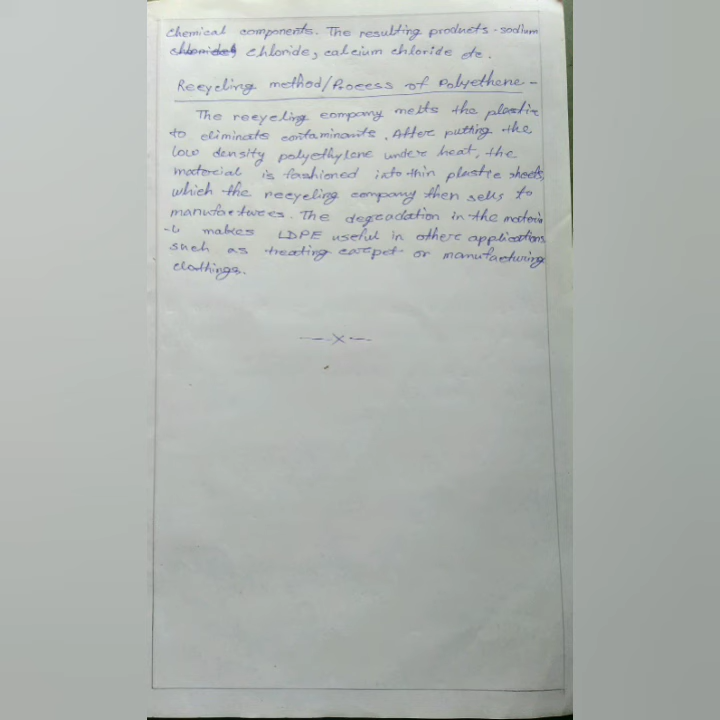 chemical components. The resulting products - sodium
chloride, calcium chloride etc.
Recycling method/Process of Polyethene -
The recycling company melts the plastic
to eliminate contaminants. After putting the
low density polyethylene under heat, the
material is fashioned into thin plastic sheets,
which the recycling company then sells to
manufactures. The degradation in the materia
-l makes LDPE useful in other applications
such as treating carpet or manufacturing
clothings.
—x—